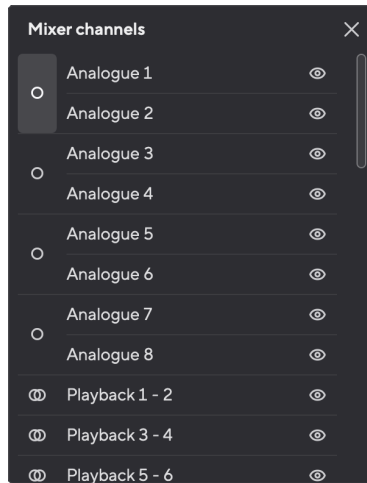 Mixer channels
Analogue 1
Analogue 2
Analogue 3
Analogue 4
Analogue 5
Analogue 6
Analogue 7
Analogue 8
Playback 1 - 2
Playback 3 - 4
Playback 5 - 6